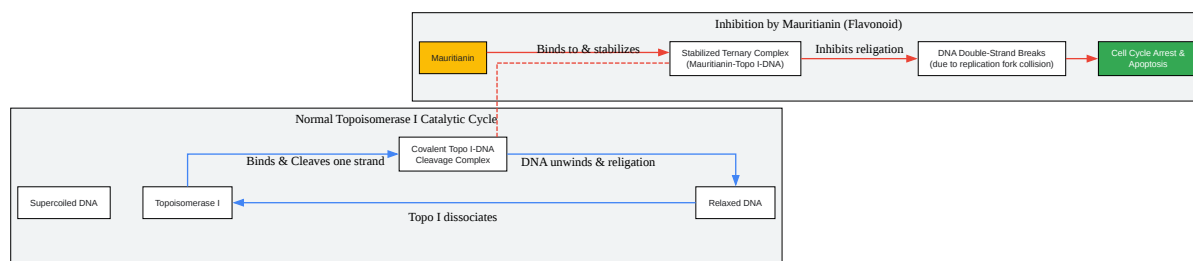 Inhibition by Mauritianin (Flavonoid)
Mauritianin
Binds to & stabilizes
Stabilized Ternary Complex
(Mauritianin-Topo I-DNA)
Inhibits religation
DNA Double-Strand Breaks
(due to replication fork collision)
Cell Cycle Arrest &
Apoptosis
Normal Topoisomerase I Catalytic Cycle
Binds & Cleaves one strand
Covalent Topo I-DNA
Cleavage Complex
DNA unwinds & religation
Supercoiled DNA
Topoisomerase I
Topo I dissociates
Relaxed DNA